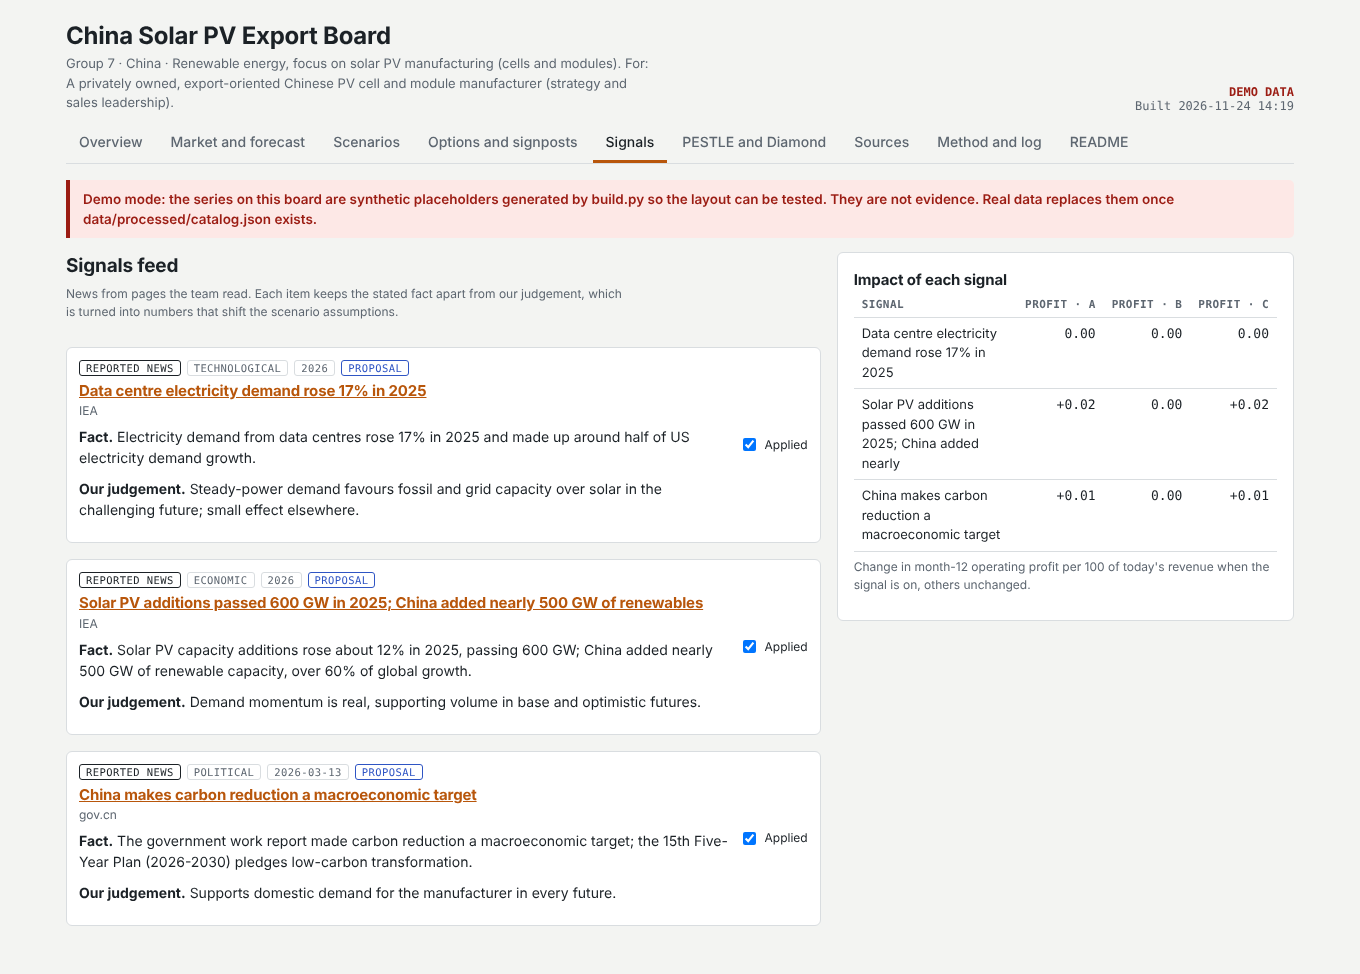 China Solar PV Export Board
Group 7 · China · Renewable energy, focus on solar PV manufacturing (cells and modules). For:
A privately owned, export-oriented Chinese PV cell and module manufacturer (strategy and
sales leadership).
DEMO DATA
Built 2026-11-24 14:19
Overview
Market and forecast
Scenarios
Options and signposts
Signals
PESTLE and Diamond
Sources
Method and log
README
Demo mode: the series on this board are synthetic placeholders generated by build.py so the layout can be tested. They are not evidence. Real data replaces them once
data/processed/catalog.json exists.
Signals feed
News from pages the team read. Each item keeps the stated fact apart from our judgement, which
is turned into numbers that shift the scenario assumptions.
REPORTED NEWS TECHNOLOGICAL 2026 PROPOSAL
Data centre electricity demand rose 17% in 2025
IEA
Fact. Electricity demand from data centres rose 17% in 2025 and made up around half of US
electricity demand growth.
Our judgement. Steady-power demand favours fossil and grid capacity over solar in the
challenging future; small effect elsewhere.
Applied
REPORTED NEWS ECONOMIC 2026 PROPOSAL
Solar PV additions passed 600 GW in 2025; China added nearly 500 GW of renewables
IEA
Fact. Solar PV capacity additions rose about 12% in 2025, passing 600 GW; China added nearly
500 GW of renewable capacity, over 60% of global growth.
Our judgement. Demand momentum is real, supporting volume in base and optimistic futures.
Applied
REPORTED NEWS POLITICAL 2026-03-13 PROPOSAL
China makes carbon reduction a macroeconomic target
gov.cn
Fact. The government work report made carbon reduction a macroeconomic target; the 15th Five-
Year Plan (2026-2030) pledges low-carbon transformation.
Our judgement. Supports domestic demand for the manufacturer in every future.
Applied
Impact of each signal
SIGNAL PROFIT · A PROFIT · B PROFIT · C
Data centre electricity 0.00 0.00 0.00
demand rose 17% in
2025
Solar PV additions +0.02 0.00 +0.02
passed 600 GW in
2025; China added
nearly
China makes carbon +0.01 0.00 +0.01
reduction a
macroeconomic target
Change in month-12 operating profit per 100 of today's revenue when the
signal is on, others unchanged.